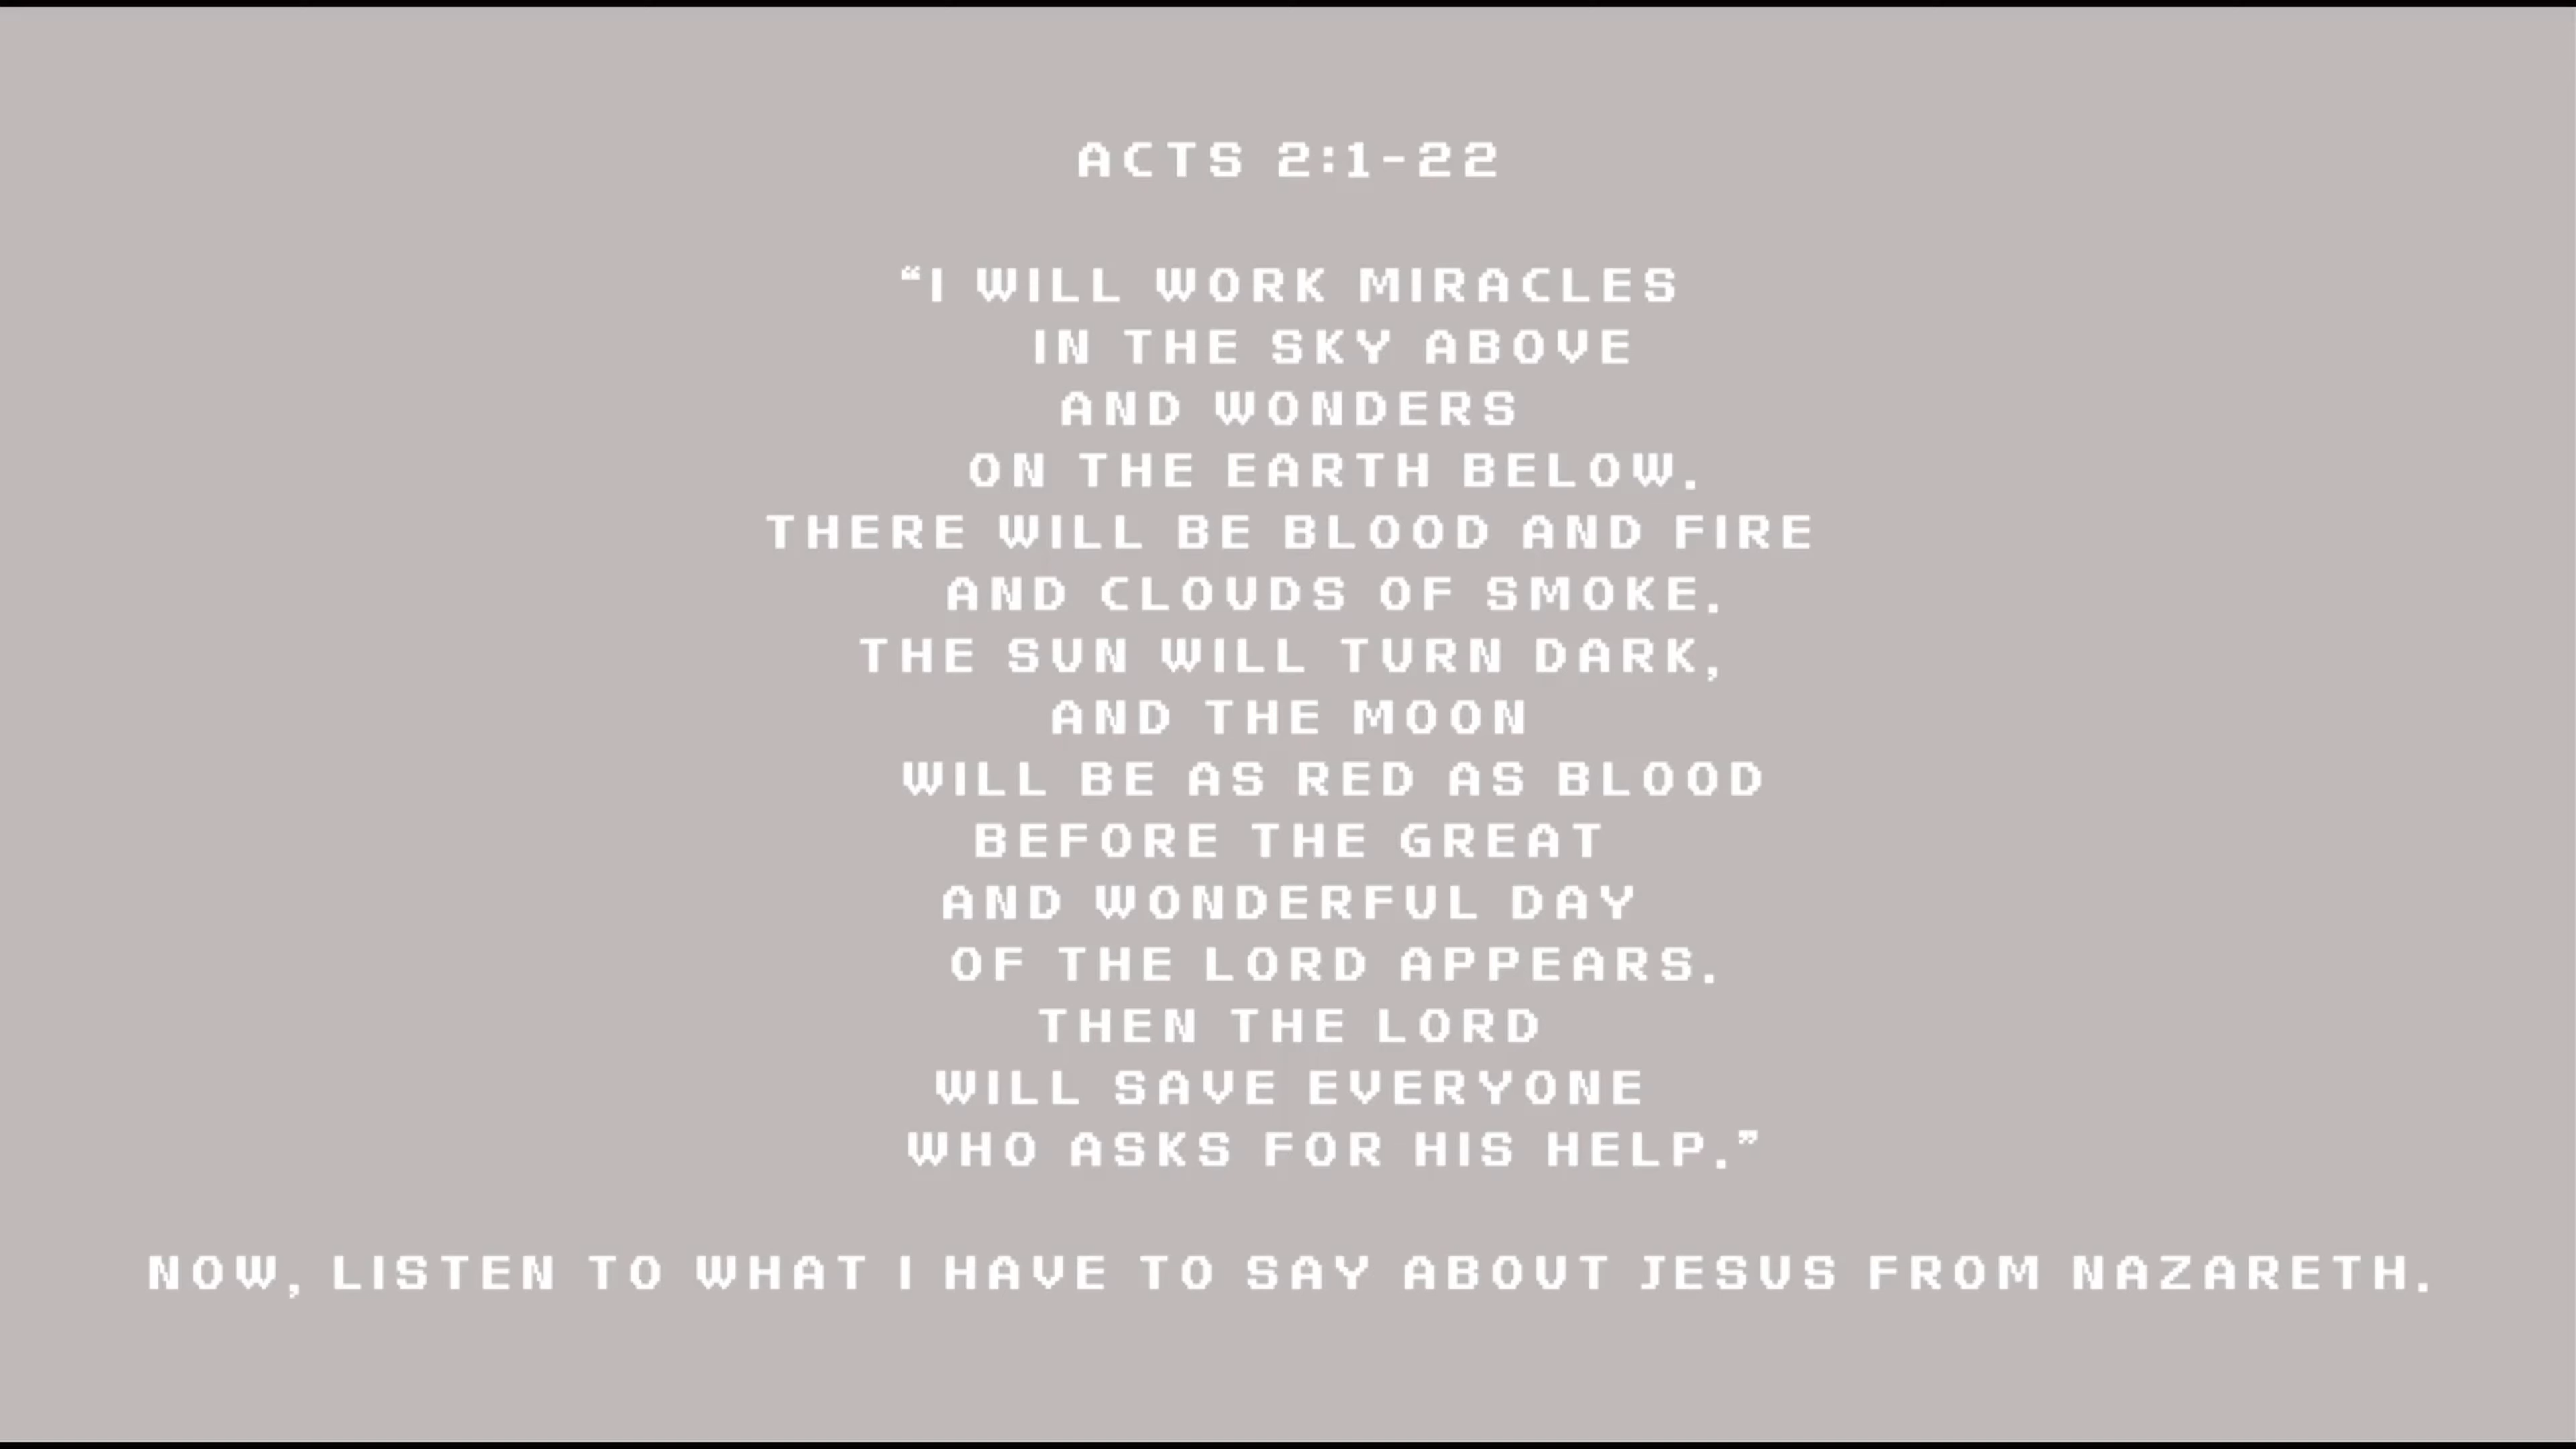 ACTS 2:1-22
“I WILL WORK MIRACLES
IN THE SKY ABOVE
AND WONDERS
ON THE EARTH BELOW.
THERE WILL BE BLOOD AND FIRE
AND CLOUDS OF SMOKE.
THE SUN WILL TURN DARK,
AND THE MOON
WILL BE AS RED AS BLOOD
BEFORE THE GREAT
AND WONDERFUL DAY
OF THE LORD APPEARS.
THEN THE LORD
WILL SAVE EVERYONE
WHO ASKS FOR HIS HELP.”
NOW, LISTEN TO WHAT I HAVE TO SAY ABOUT JESUS FROM NAZARETH.